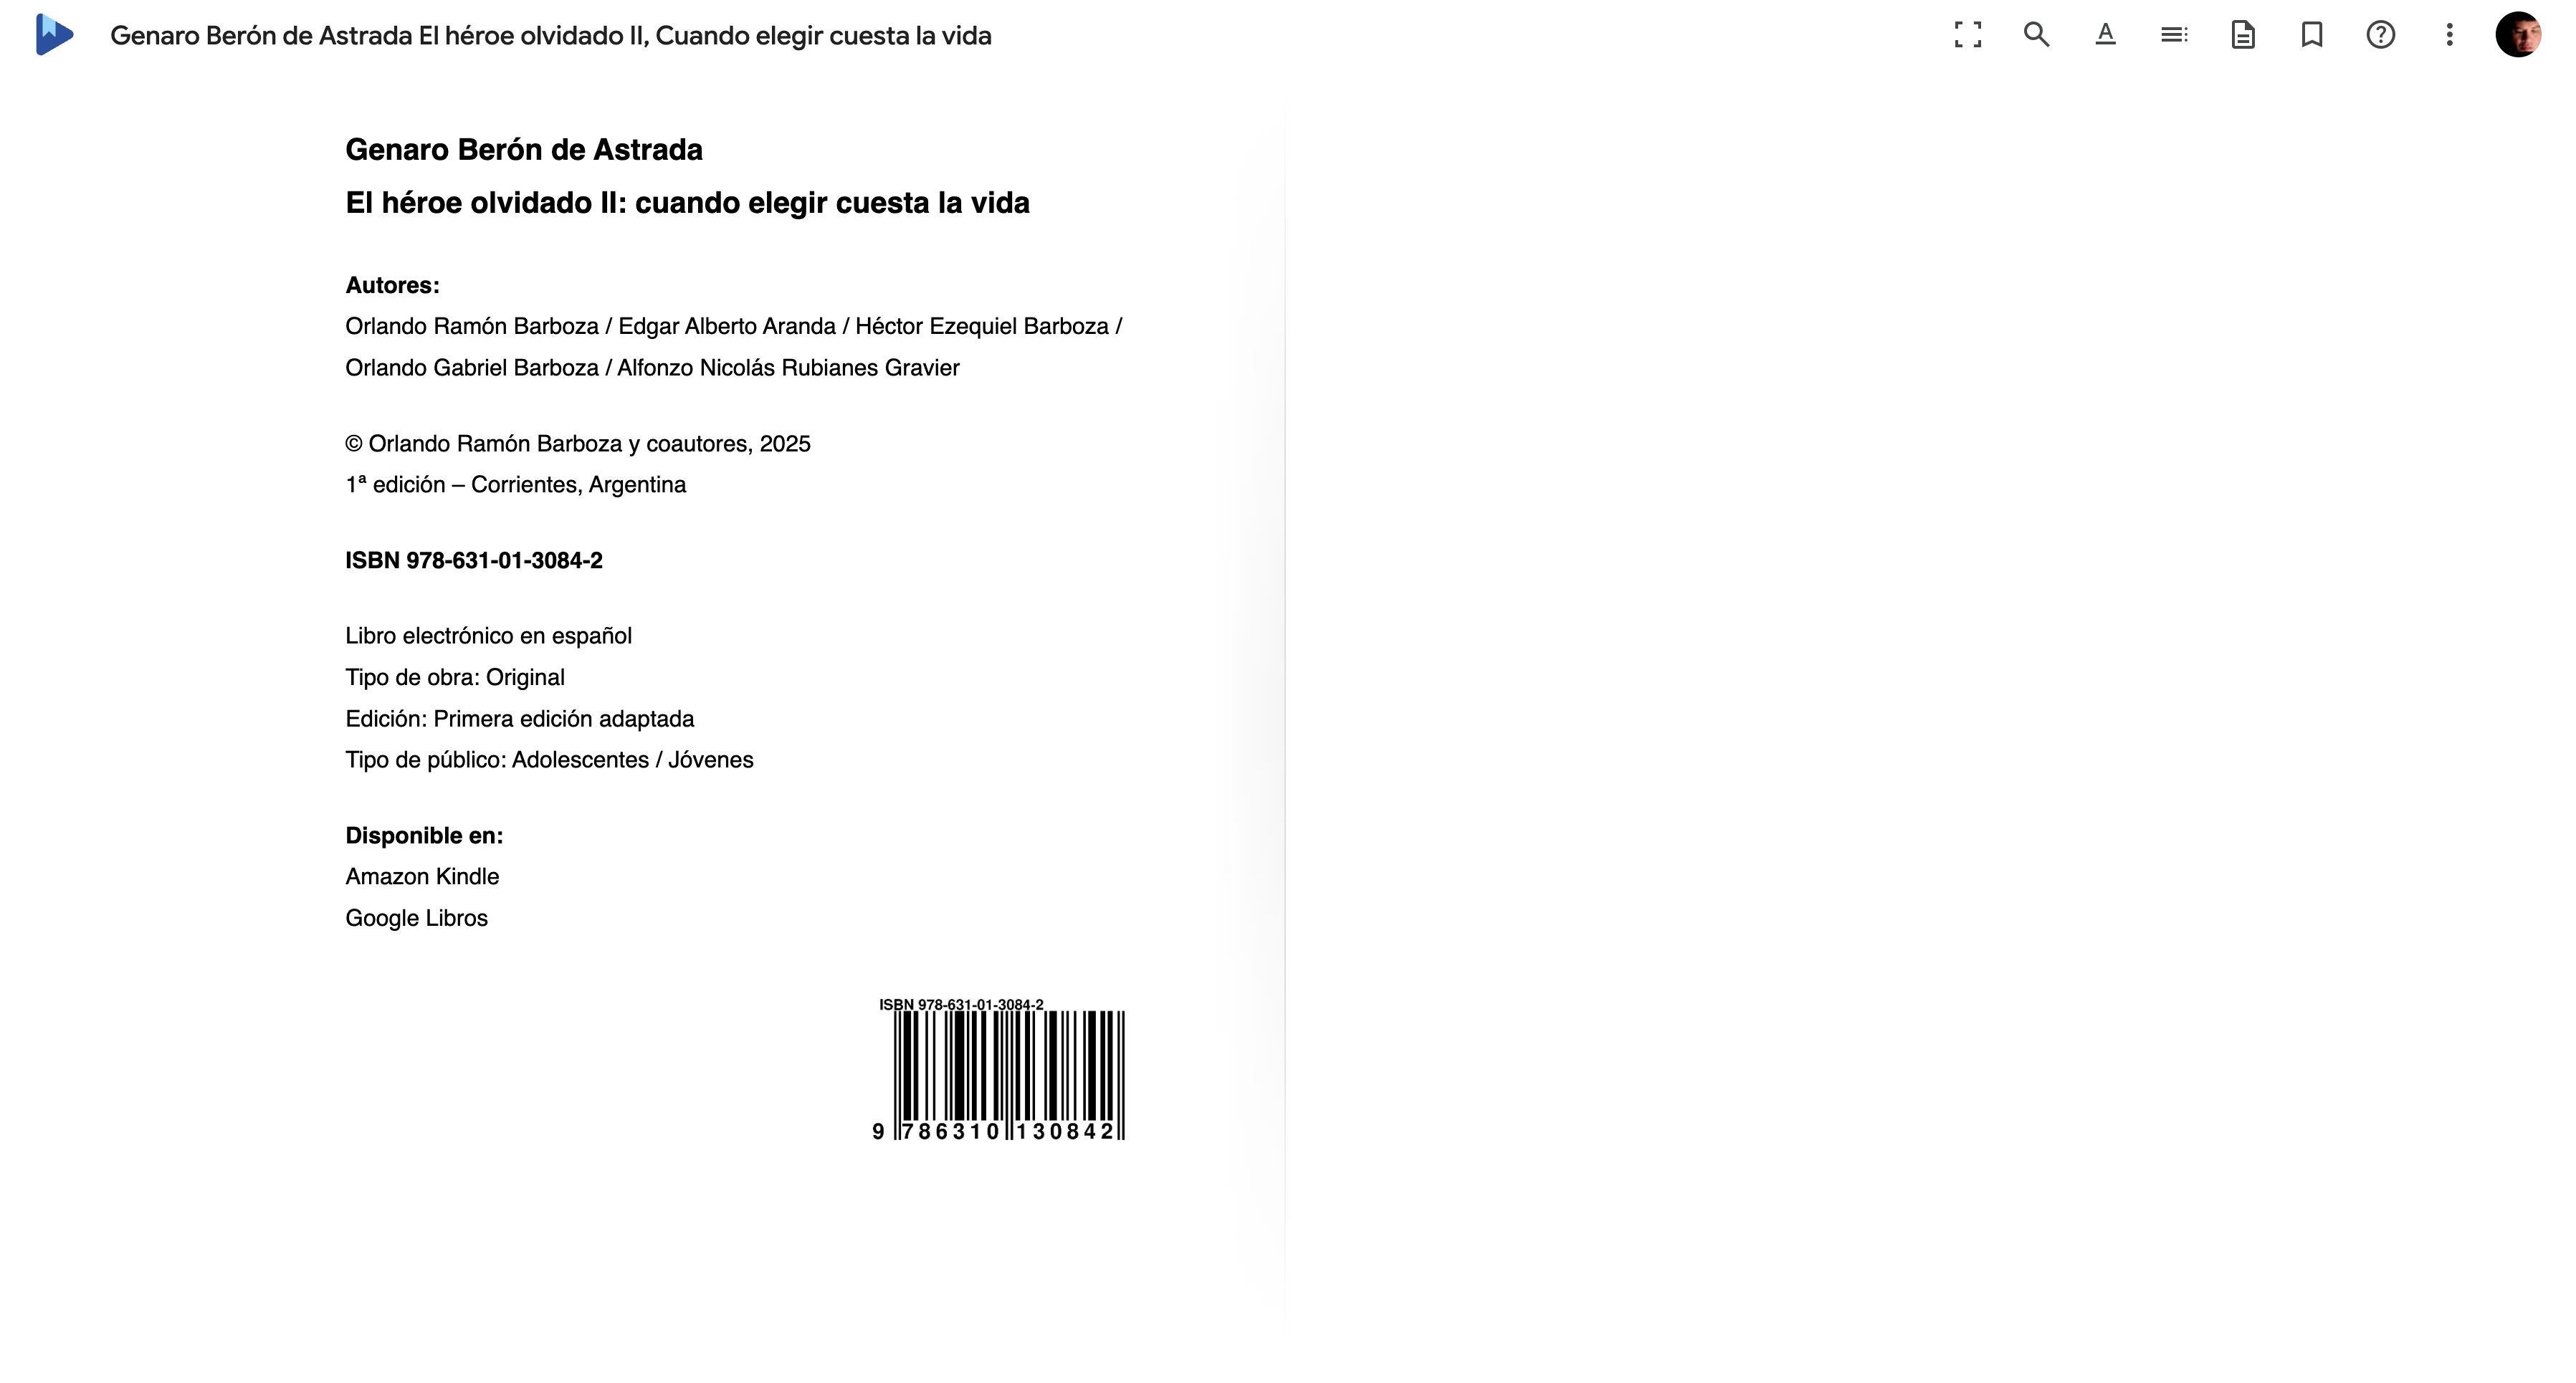 Genaro Berón de Astrada El héroe olvidado II, Cuando elegir cuesta la vida
Genaro Berón de Astrada
El héroe olvidado II: cuando elegir cuesta la vida
Autores:
Orlando Ramón Barboza / Edgar Alberto Aranda / Héctor Ezequiel Barboza /
Orlando Gabriel Barboza / Alfonzo Nicolás Rubianes Gravier
© Orlando Ramón Barboza y coautores, 2025
1ª edición – Corrientes, Argentina
ISBN 978-631-01-3084-2
Libro electrónico en español
Tipo de obra: Original
Edición: Primera edición adaptada
Tipo de público: Adolescentes / Jóvenes
Disponible en:
Amazon Kindle
Google Libros
ISBN 978-631-01-3084-2
9 786310 130842